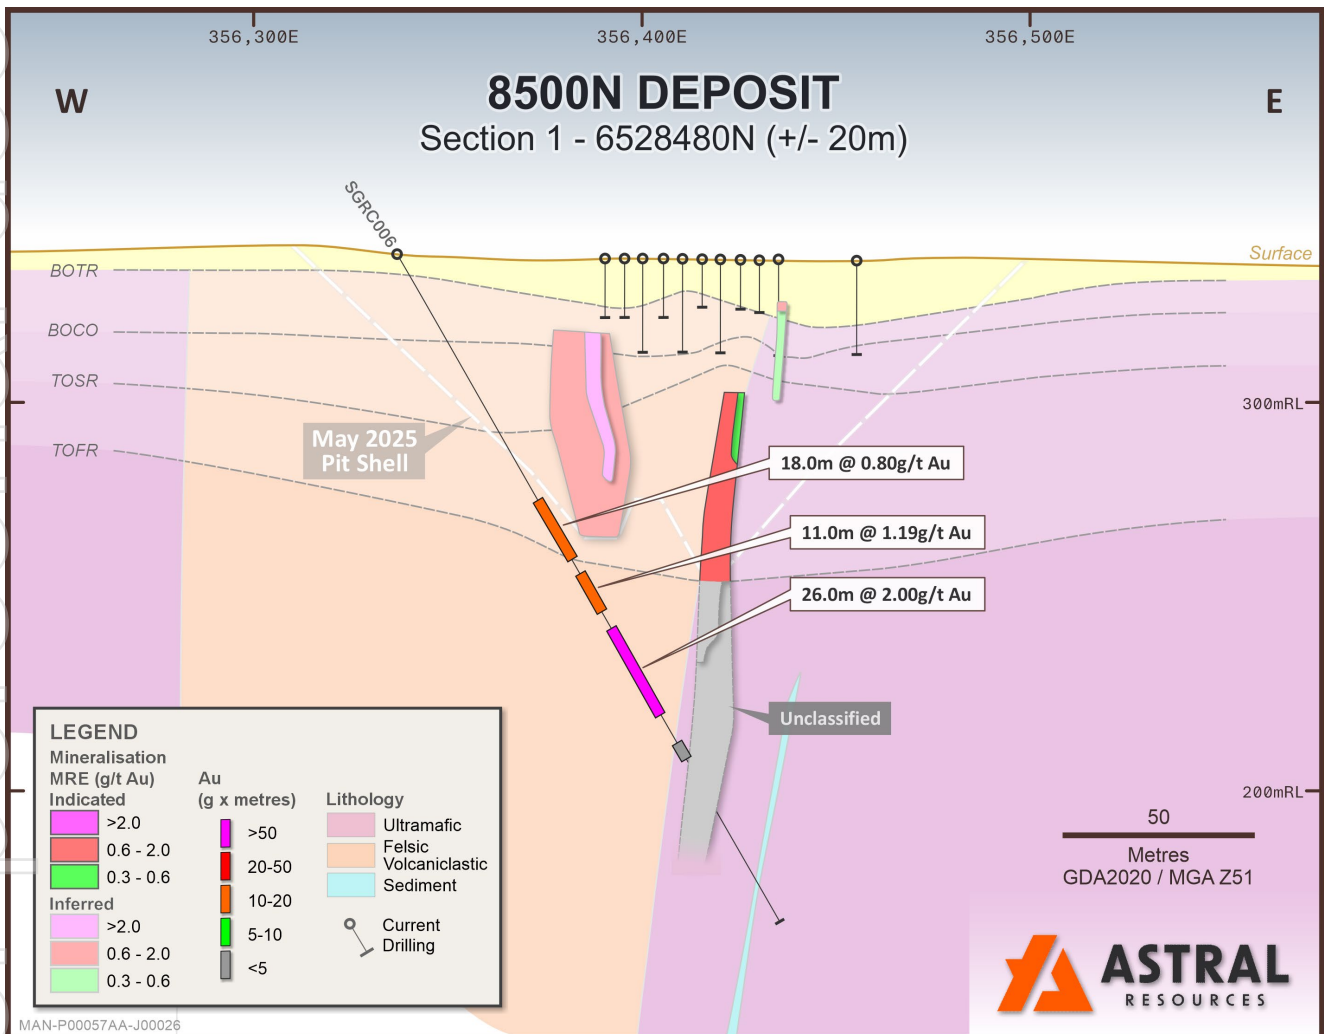 356,300E
356,400E
356,500E
W
8500N DEPOSIT
E
Section 1 - 6528480N (+/- 20m)
SGRC006
Surface
BOTR
BOCO
TOSR
TOFR
300mRL
May 2025
Pit Shell
18.0m @ 0.80g/t Au
11.0m @ 1.19g/t Au
26.0m @ 2.00g/t Au
Unclassified
200mRL
LEGEND
Mineralisation
MRE (g/t Au)
Indicated
>2.0
0.6 - 2.0
0.3 - 0.6
Inferred
>2.0
0.6 - 2.0
0.3 - 0.6
Au
(g x metres)
>50
20-50
10-20
5-10
<5
Lithology
Ultramafic
Felsic
Volcaniclastic
Sediment
Current
Drilling
50
Metres
GDA2020 / MGA Z51
ASTRAL
RESOURCES
MAN-P00057AA-J00026